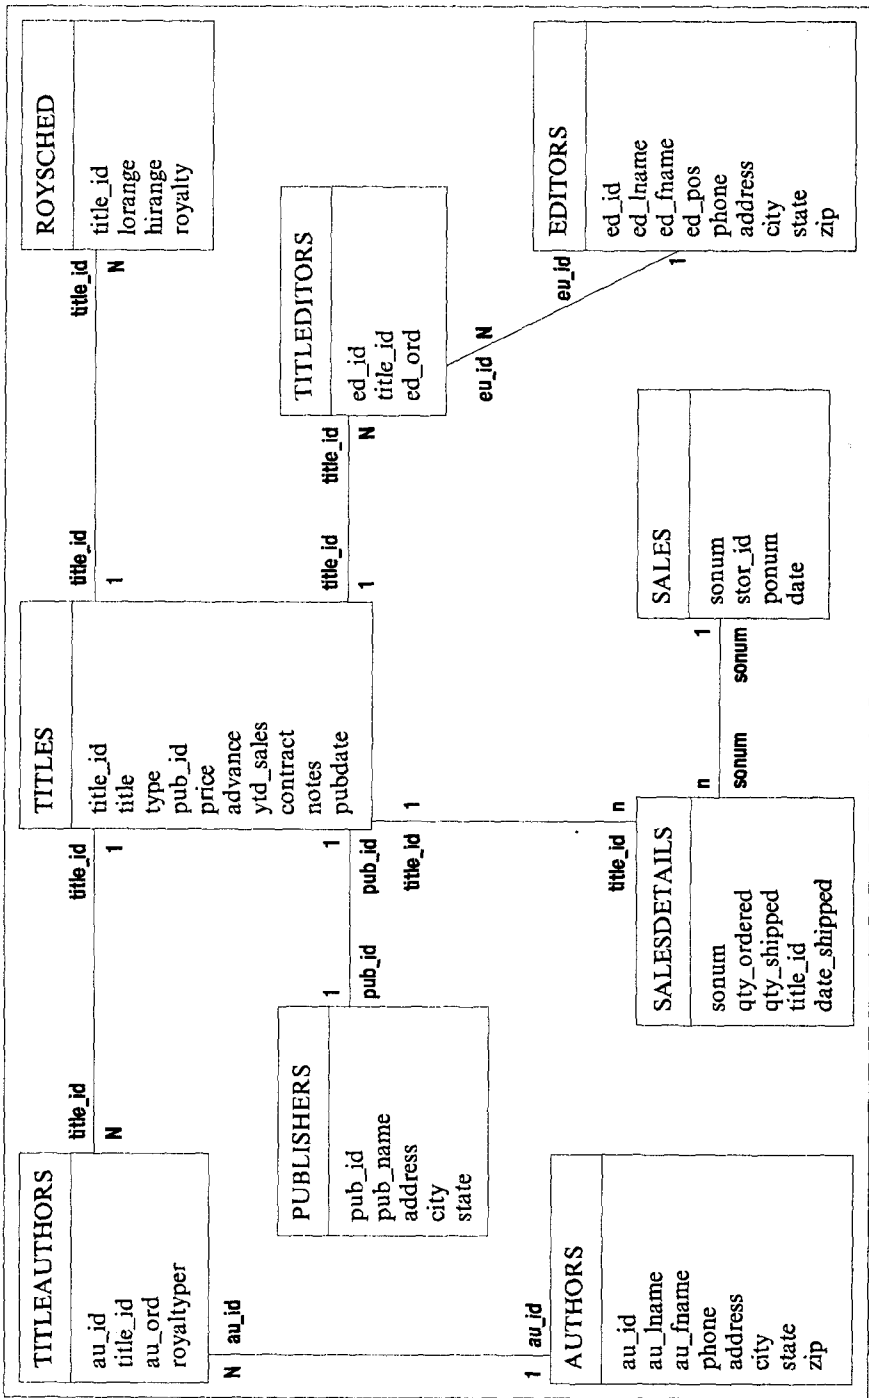 TITLEAUTHORS
au_id
title_id
au_ord
royaltyper
title_id
N
title_id
1
TITLES
title_id
title
type
pub_id
price
advance
ytd_sales
contract
notes
pubdate
title_id
1
title_id
N
ROYSCHED
title_id
lorange
hirange
royalty
N
au_id
1
au_id
AUTHORS
au_id
au_lname
au_fname
phone
address
city
state
zip
PUBLISHERS
pub_id
pub_name
address
city
state
1
pub_id
1
pub_id
title_id
1
title_id
n
title_id
1
title_id
N
TITLEDITORS
ed_id
title_id
ed_ord
eu_id
N
eu_id
1
EDITORS
ed_id
ed_lname
ed_fname
ed_pos
phone
address
city
state
zip
SALESDETAILS
sonum
qty_ordered
qty_shipped
title_id
date_shipped
n
sonum
1
sonum
SALES
sonum
stor_id
ponum
date